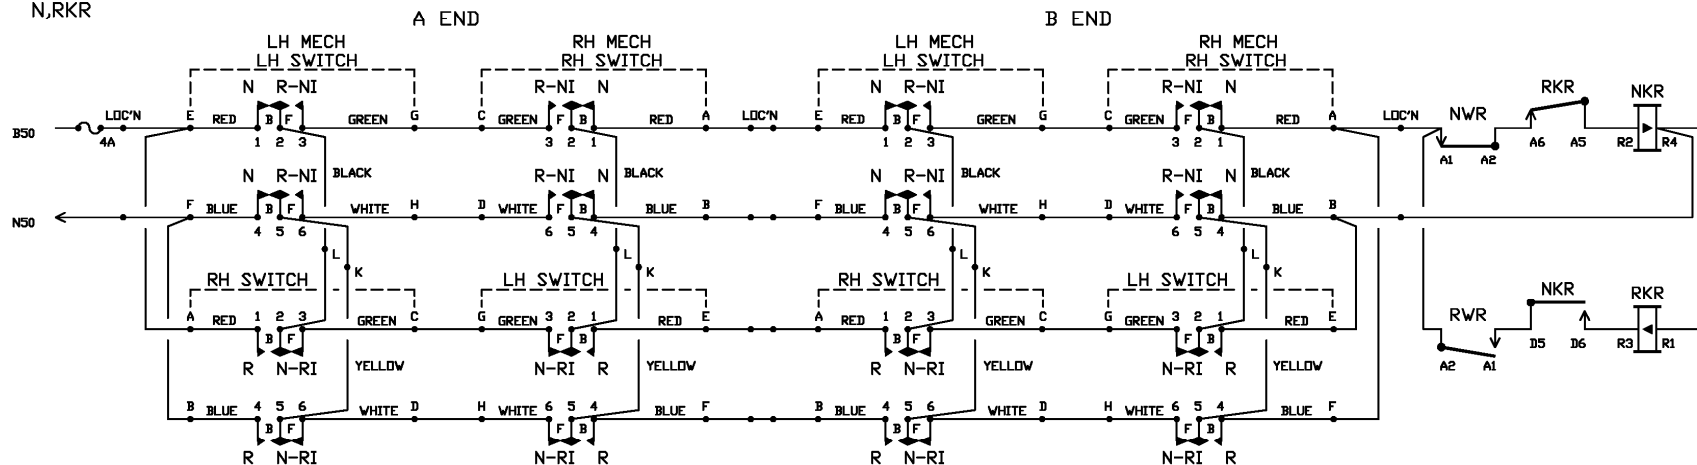 N,RKR
A END B END
LH MECH RH MECH LH MECH RH MECH
LH SWITCH RH SWITCH LH SWITCH RH SWITCH
N R-NI R-NI N N R-NI R-NI N RKR NKR
LOC'N E RED B F GREEN G C GREEN F B RED A LOC'N E RED B F GREEN G C GREEN F B RED A LOC'N NWR
B50 4A 1 2 3 3 2 1 1 2 3 3 2 1 A1 A2 A6 A5 R2 R4
BLACK BLACK BLACK BLACK
N R-NI R-NI N N R-NI R-NI N
F BLUE B F WHITE H D WHITE F B BLUE B F BLUE B F WHITE H D WHITE F B BLUE B
N50 4 5 6 6 5 4 4 5 6 6 5 4
L L L L
K K K K
RH SWITCH LH SWITCH RH SWITCH LH SWITCH NKR RKR
A RED 1 2 3 GREEN C G GREEN 3 2 1 RED E A RED 1 2 3 GREEN C G GREEN 3 2 1 RED E RWR
B F F B B F F B D5 D6 R3 R1
R N-RI N-RI R R N-RI N-RI R A2 A1
YELLOW YELLOW YELLOW YELLOW
B BLUE 4 5 6 WHITE D H WHITE 6 5 4 BLUE F B BLUE 4 5 6 WHITE D H WHITE 6 5 4 BLUE F
B F F B B F F B
R N-RI N-RI R R N-RI N-RI R